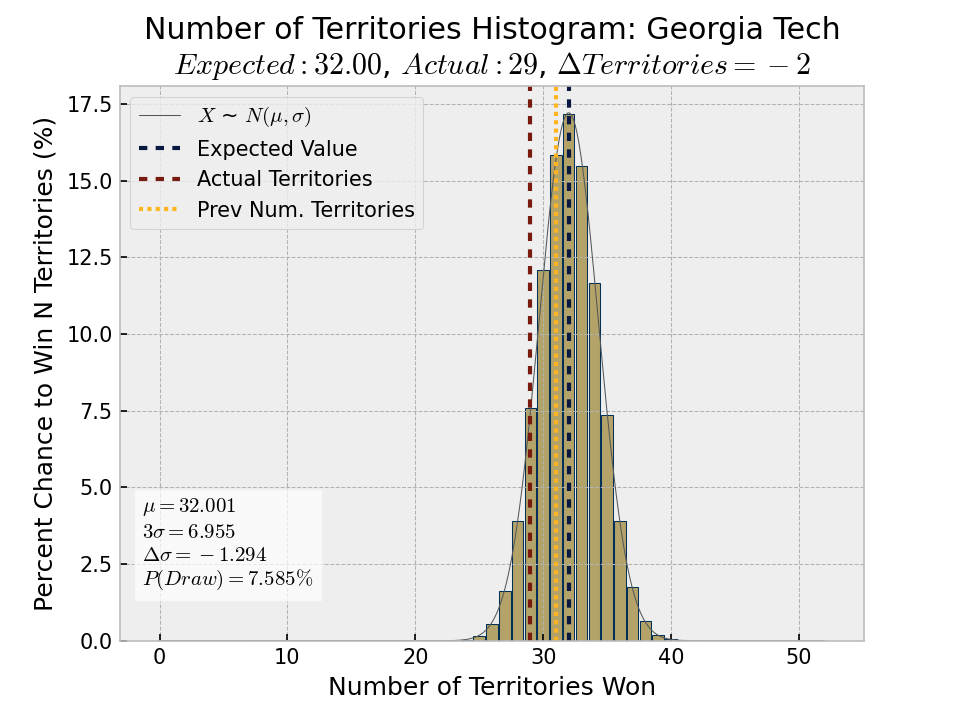 Number of Territories Histogram: Georgia Tech
Expected : 32.00, Actual : 29, ΔTerritories = −2
Percent Chance to Win N Territories (%)
17.5
15.0
12.5
10.0
7.5
5.0
2.5
0.0
X ∼ N(μ, σ)
Expected Value
Actual Territories
Prev Num. Territories
μ = 32.001
3σ = 6.955
Δσ = −1.294
P(Draw) = 7.585%
0 10 20 30 40 50
Number of Territories Won